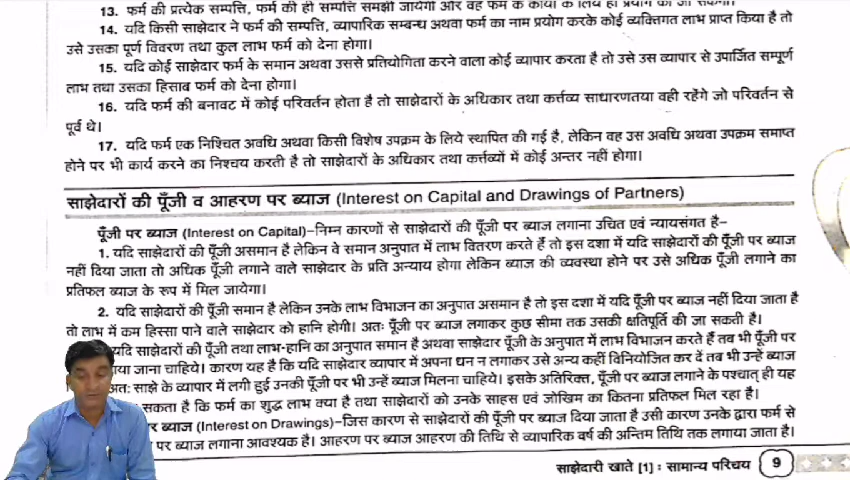 13. फर्म की प्रत्येक सम्पत्ति, फर्म की ही सम्पत्ति समझी जायेगी और वह फर्म के कार्यों के लिये ही प्रयोग की जा सकेगी।
14. यदि किसी साझेदार ने फर्म की सम्पत्ति, व्यापारिक सम्बन्ध अथवा फर्म का नाम प्रयोग करके कोई व्यक्तिगत लाभ प्राप्त किया है तो
उसे उसका पूर्ण विवरण तथा कुल लाभ फर्म को देना होगा।
15. यदि कोई साझेदार फर्म के समान अथवा उससे प्रतियोगिता करने वाला कोई व्यापार करता है तो उसे उस व्यापार से उपार्जित सम्पूर्ण
लाभ तथा उसका हिसाब फर्म को देना होगा।
16. यदि फर्म की बनावट में कोई परिवर्तन होता है तो साझेदारों के अधिकार तथा कर्त्तव्य साधारणतया वही रहेंगे जो परिवर्तन से
पूर्व थे।
17. यदि फर्म एक निश्चित अवधि अथवा किसी विशेष उपक्रम के लिये स्थापित की गई है, लेकिन वह उस अवधि अथवा उपक्रम समाप्त
होने पर भी कार्य करने का निश्चय करती है तो साझेदारों के अधिकार तथा कर्त्तव्यों में कोई अन्तर नहीं होगा।
साझेदारों की पूँजी व आहरण पर ब्याज (Interest on Capital and Drawings of Partners)
पूँजी पर ब्याज (Interest on Capital)–निम्न कारणों से साझेदारों की पूँजी पर ब्याज लगाना उचित एवं न्यायसंगत है–
1. यदि साझेदारों की पूँजी असमान है लेकिन वे समान अनुपात में लाभ वितरण करते हैं तो इस दशा में यदि साझेदारों की पूँजी पर ब्याज
नहीं दिया जाता तो अधिक पूँजी लगाने वाले साझेदार के प्रति अन्याय होगा लेकिन ब्याज की व्यवस्था होने पर उसे अधिक पूँजी लगाने का
प्रतिफल ब्याज के रूप में मिल जायेगा।
2. यदि साझेदारों की पूँजी समान है लेकिन उनके लाभ विभाजन का अनुपात असमान है तो इस दशा में यदि पूँजी पर ब्याज नहीं दिया जाता है
तो लाभ में कम हिस्सा पाने वाले साझेदार को हानि होगी। अतः पूँजी पर ब्याज लगाकर कुछ सीमा तक उसकी क्षतिपूर्ति की जा सकती है।
यदि साझेदारों की पूँजी तथा लाभ-हानि का अनुपात समान है अथवा साझेदार पूँजी के अनुपात में लाभ विभाजन करते हैं तब भी पूँजी पर
जाना चाहिये। कारण यह है कि यदि साझेदार व्यापार में अपना धन न लगाकर उसे अन्य कहीं विनियोजित कर दें तब भी उन्हें ब्याज
अतः साझे के व्यापार में लगी हुई उनकी पूँजी पर भी उन्हें ब्याज मिलना चाहिये। इसके अतिरिक्त, पूँजी पर ब्याज लगाने के पश्चात् ही यह
सकता है कि फर्म का शुद्ध लाभ क्या है तथा साझेदारों को उनके साहस एवं जोखिम का कितना प्रतिफल मिल रहा है।
ब्याज (Interest on Drawings)–जिस कारण से साझेदारों की पूँजी पर ब्याज दिया जाता है उसी कारण उनके द्वारा फर्म से
पर ब्याज लगाना आवश्यक है। आहरण पर ब्याज आहरण की तिथि से व्यापारिक वर्ष की अन्तिम तिथि तक लगाया जाता है।
साझेदारी खाते [1] : सामान्य परिचय 9